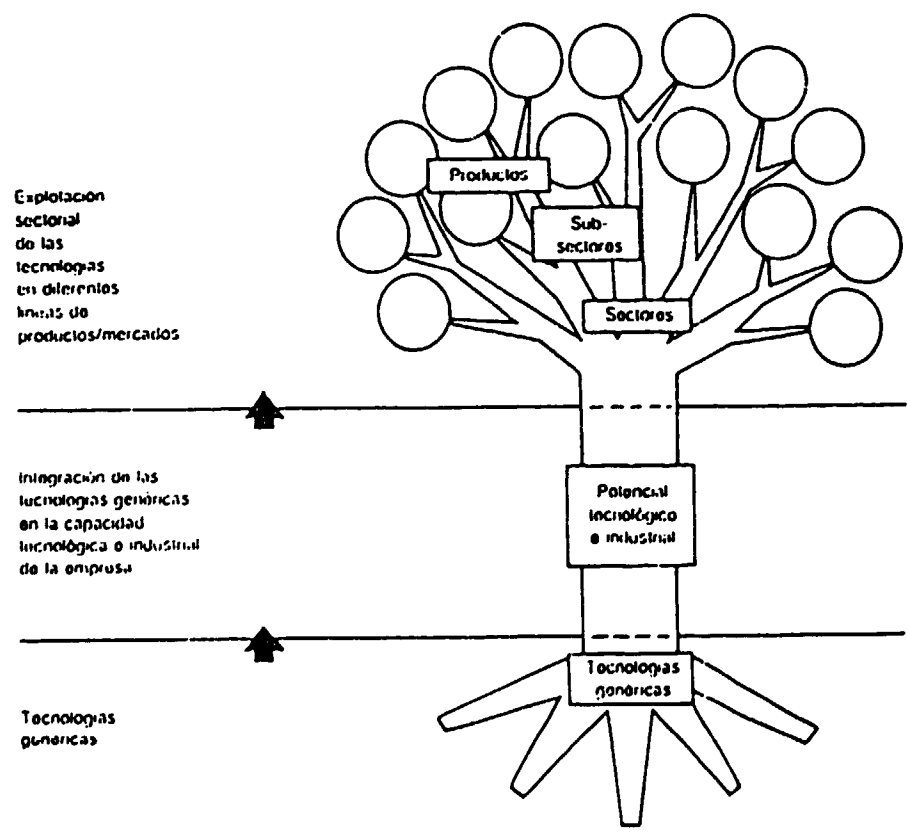 Explotación
sectorial
de las
tecnologías
en diferentes
líneas de
productos/mercados
Productos
Sub-
sectores
Sectores
Integración de las
tecnologías genéricas
en la capacidad
tecnológica e industrial
de la empresa
Potencial
tecnológico
e industrial
Tecnologías
genéricas
Tecnologías
genéricas